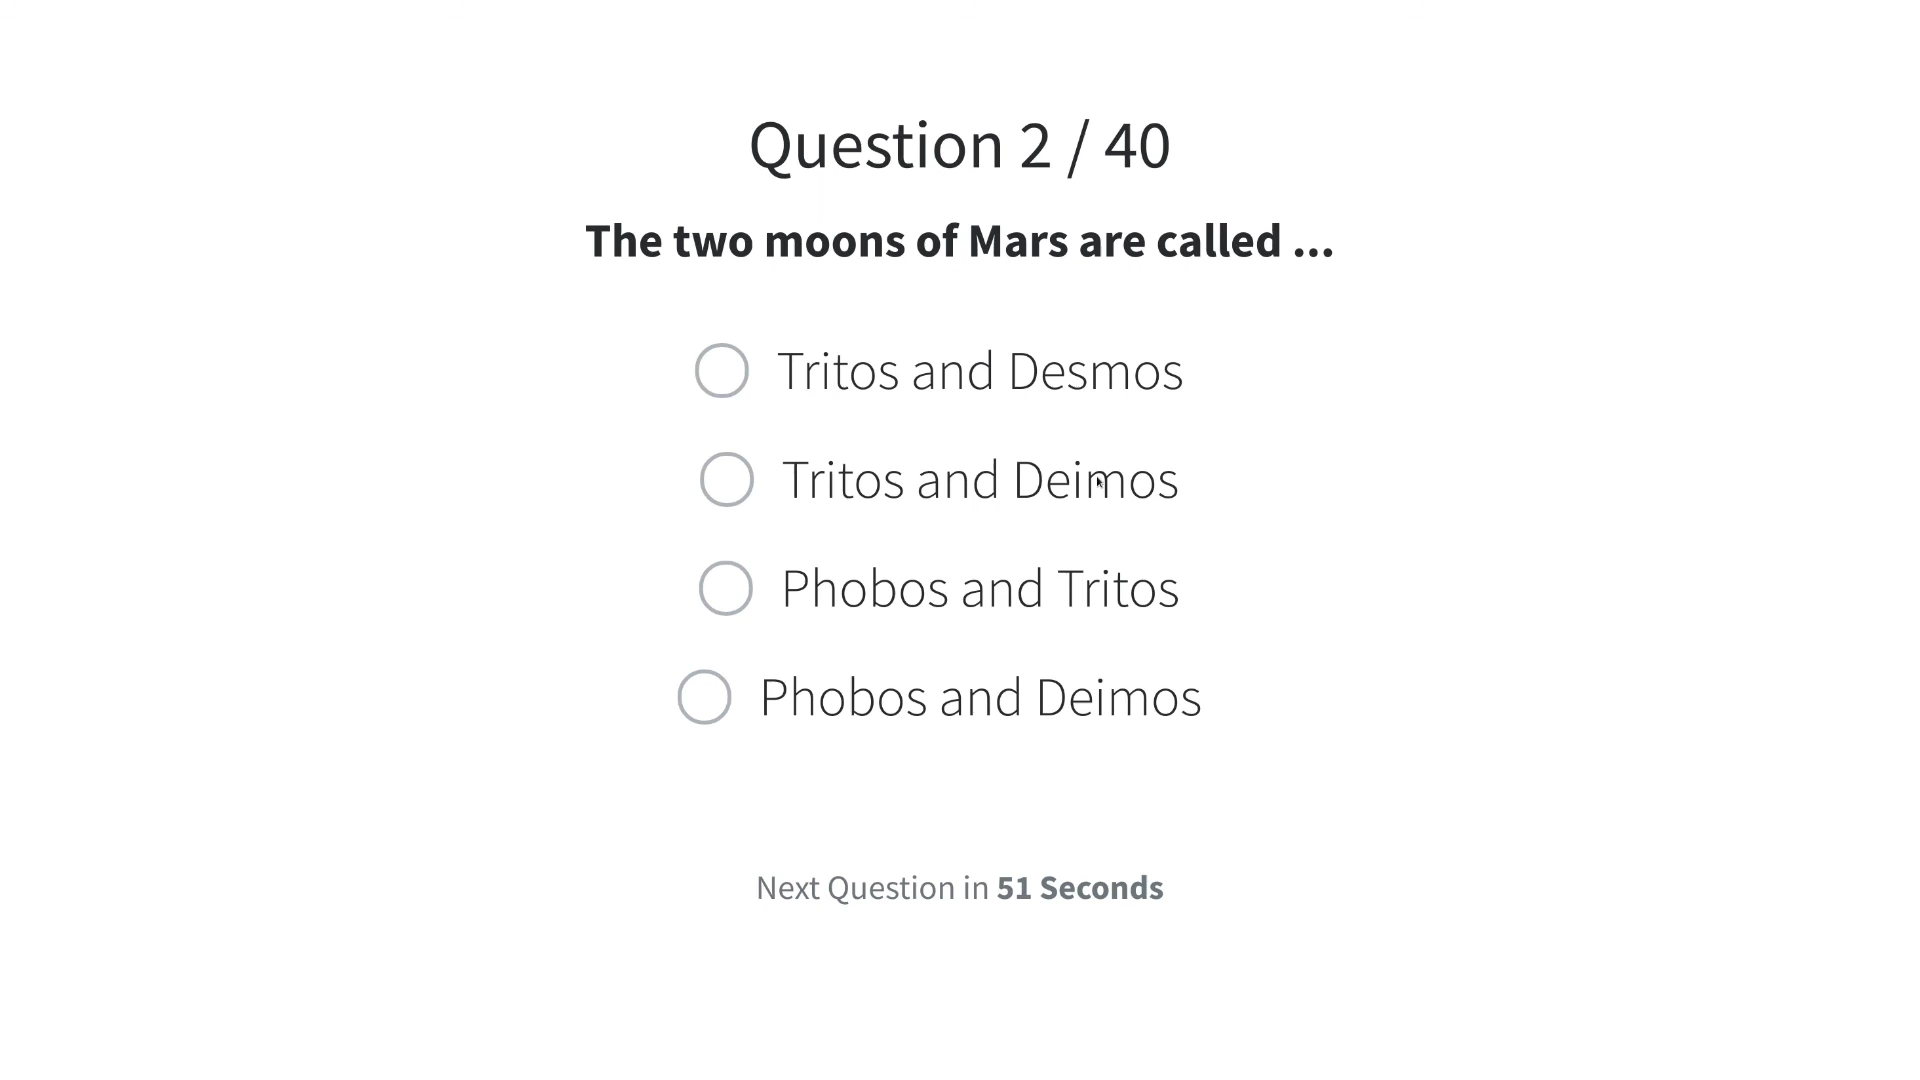 Question 2 / 40
The two moons of Mars are called ...
Tritos and Desmos
Tritos and Deimos
Phobos and Tritos
Phobos and Deimos
Next Question in 51 Seconds